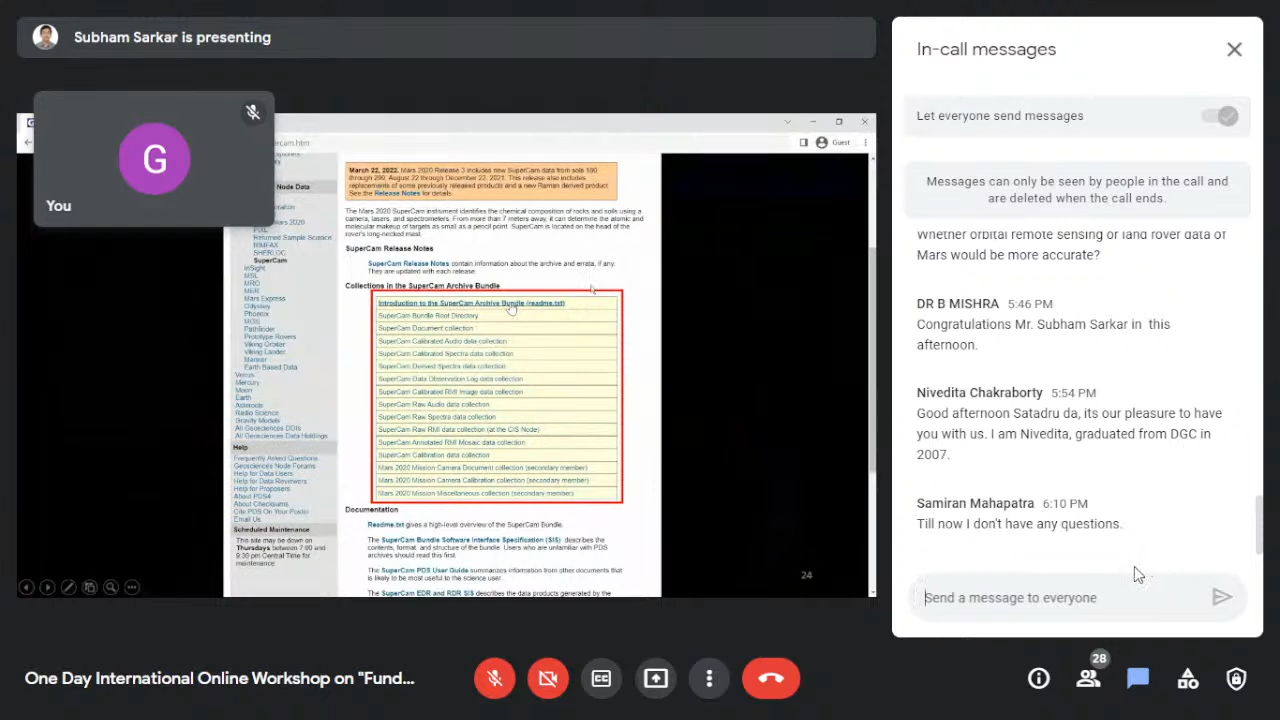 Subham Sarkar is presenting
G
You
Guest
Node Data
Returned Sample Science
RIMFAX
SHERLOC
SuperCam
InSight
MSL
MRO
MER
Mars Express
Odyssey
Phoenix
MGS
Pathfinder
Prototype Rovers
Viking Orbiter
Viking Lander
Mariner
Earth Based Data
Venus
Mercury
Moon
Earth
Asteroids
Radio Science
Gravity Models
All Geosciences DOIs
All Geosciences Data Holdings
Help
Frequently Asked Questions
Geosciences Node Forums
Help for Data Users
Help for Data Reviewers
Help for Proposers
About PDS4
About Checksums
Cite PDS On Your Poster
Email Us
Scheduled Maintenance
This site may be down on
Thursdays between 7:00 and
9:30 pm Central Time for
maintenance.
March 22, 2022. Mars 2020 Release 3 includes new SuperCam data from sols 180
through 299, August 22 through December 22, 2021. This release also includes
replacements of some previously released products and a new Raman derived product
See the Release Notes for details.
The Mars 2020 SuperCam instrument identifies the chemical composition of rocks and soils using a
camera, lasers, and spectrometers. From more than 7 meters away, it can determine the atomic and
molecular makeup of targets as small as a pencil point. SuperCam is located on the head of the
rover's long-necked mast.
SuperCam Release Notes
SuperCam Release Notes contain information about the archive and errata, if any.
They are updated with each release.
Collections in the SuperCam Archive Bundle
Introduction to the SuperCam Archive Bundle (readme.txt)
SuperCam Bundle Root Directory
SuperCam Document collection
SuperCam Calibrated Audio data collection
SuperCam Calibrated Spectra data collection
SuperCam Derived Spectra data collection
SuperCam Data Observation Log data collection
SuperCam Calibrated RMI Image data collection
SuperCam Raw Audio data collection
SuperCam Raw Spectra data collection
SuperCam Raw RMI data collection (at the CIS Node)
SuperCam Annotated RMI Mosaic data collection
SuperCam Calibration data collection
Mars 2020 Mission Camera Document collection (secondary member)
Mars 2020 Mission Camera Calibration collection (secondary member)
Mars 2020 Mission Miscellaneous collection (secondary member)
Documentation
Readme.txt gives a high-level overview of the SuperCam Bundle.
The SuperCam Bundle Software Interface Specification (SIS) describes the
contents, format, and structure of the bundle. Users who are unfamiliar with PDS
archives should read this first.
The SuperCam PDS User Guide summarizes information from other documents that
is likely to be most useful to the science user.
The SuperCam EDR and RDR SIS describes the data products generated by the
24
In-call messages
Let everyone send messages
Messages can only be seen by people in the call and
are deleted when the call ends.
Whether orbital remote sensing or land rover data of
Mars would be more accurate?
DR B MISHRA 5:46 PM
Congratulations Mr. Subham Sarkar in this
afternoon.
Nivedita Chakraborty 5:54 PM
Good afternoon Satadru da, its our pleasure to have
you with us. I am Nivedita, graduated from DGC in
2007.
Samiran Mahapatra 6:10 PM
Till now I don't have any questions.
Send a message to everyone
One Day International Online Workshop on "Fund...
28